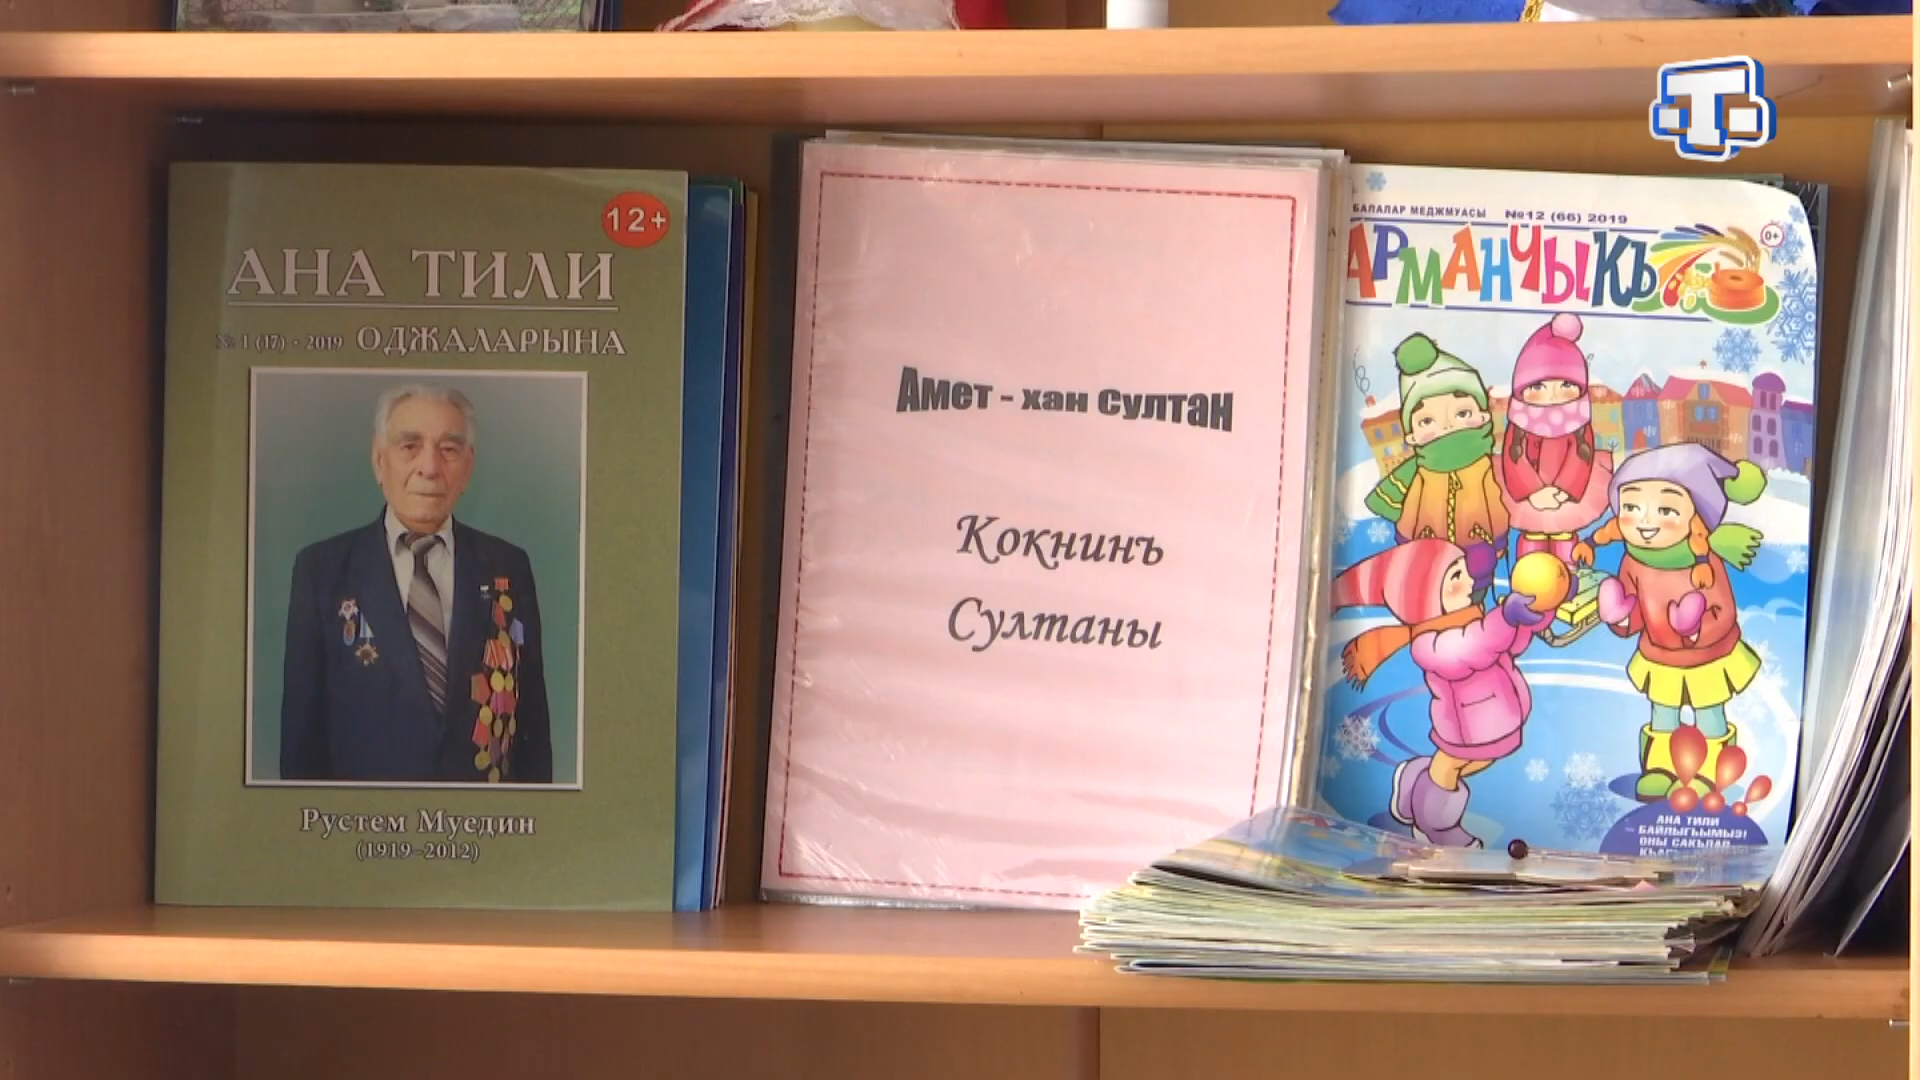 12+
АНА ТИЛИ
№ 1 (17) - 2019 ОДЖАЛАРЫНА
Рустем Муедин
(1919-2012)
Амет - хан Султан
Кокнинъ
Султаны
БАЛАЛАР МЕДЖМУАСЫ №12 (66) 2019
АРМАНЧЫКЪ
0+
АНА ТИЛИ
- БАЙЛЫГЪЫМЫЗ!
ОНЫ САКЪЛАП
Т